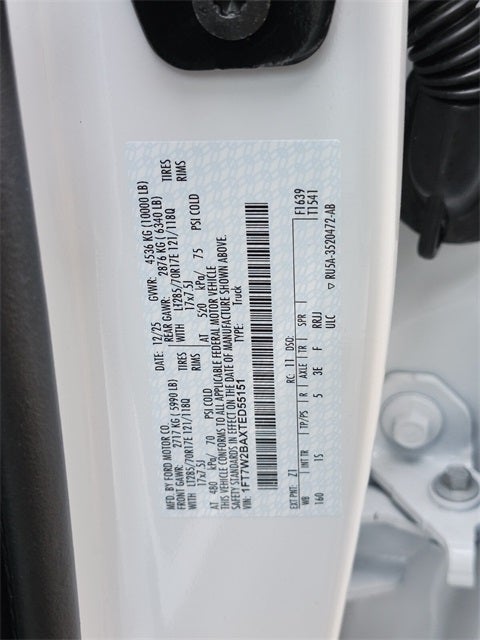 MFD. BY FORD MOTOR CO.
DATE: 12/25 GVWR: 4536 KG (10000 LB)
FRONT GAWR: 2717 KG (5990 LB) REAR GAWR: 2876 KG (6340 LB)
WITH LT285/70R17E 121/118Q TIRES WITH LT285/70R17E 121/118Q TIRES
17x7.5J RIMS 17x7.5J RIMS
AT 480 kPa/ 70 PSI COLD AT 520 kPa/ 75 PSI COLD
THIS VEHICLE CONFORMS TO ALL APPLICABLE FEDERAL MOTOR VEHICLE
SAFETY STANDARDS IN EFFECT ON THE DATE OF MANUFACTURE SHOWN ABOVE.
VIN: 1FT7W2BAXTED55151 TYPE: Truck
F1639
EXT PNT: Z1 RC: 11 DSO: T1541
WB INT TR TP/PS R AXLE TR SPR
160 15 5 3E F RRJJ
ULC ▽ RU5A-3520472-AB